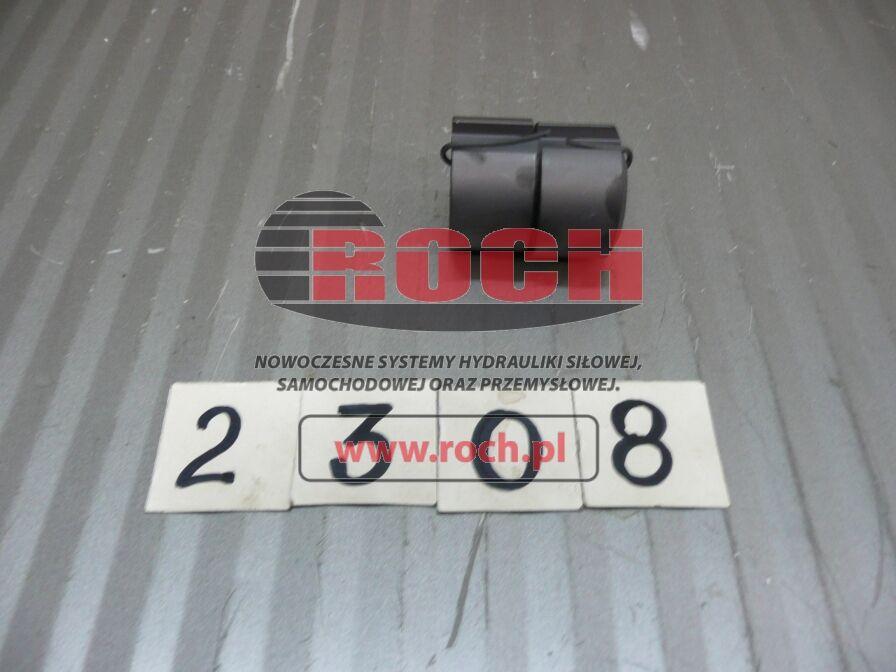 ROCH
NOWOCZESNE SYSTEMY HYDRAULIKI SIŁOWEJ,
SAMOCHODOWEJ ORAZ PRZEMYSŁOWEJ.
www.roch.pl
2308